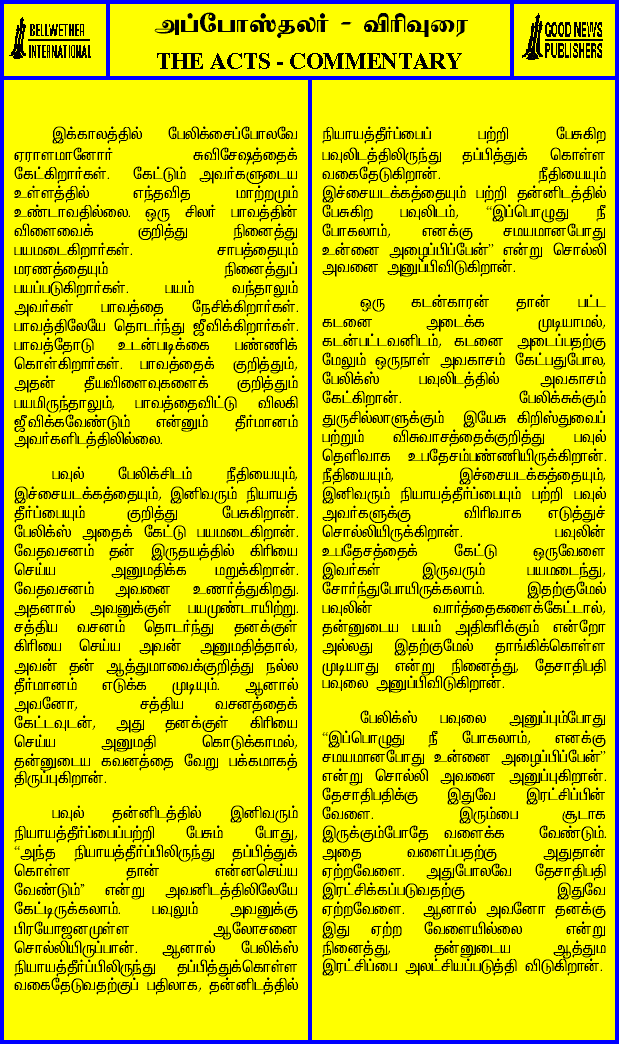 BELLWETHER
INTERNATIONAL
அப்போஸ்தலர் - விரிவுரை
THE ACTS - COMMENTARY
GOOD NEWS
PUBLISHERS
இக்காலத்தில் பேலிக்சைப்போலவே
ஏராளமானோர் சுவிசேஷத்தைக்
கேட்கிறார்கள். கேட்டும் அவர்களுடைய
உள்ளத்தில் எந்தவித மாற்றமும்
உண்டாவதில்லை. ஒரு சிலர் பாவத்தின்
விளைவைக் குறித்து நினைத்து
பயமடைகிறார்கள். சாபத்தையும்
மரணத்தையும் நினைத்துப்
பயப்படுகிறார்கள். பயம் வந்தாலும்
அவர்கள் பாவத்தை நேசிக்கிறார்கள்.
பாவத்திலேயே தொடர்ந்து ஜீவிக்கிறார்கள்.
பாவத்தோடு உடன்படிக்கை பண்ணிக்
கொள்கிறார்கள். பாவத்தைக் குறித்தும்,
அதன் தீயவிளைவுகளைக் குறித்தும்
பயமிருந்தாலும், பாவத்தைவிட்டு விலகி
ஜீவிக்கவேண்டும் என்னும் தீர்மானம்
அவர்களிடத்திலில்லை.
பவுல் பேலிக்சிடம் நீதியையும்,
இச்சையடக்கத்தையும், இனிவரும் நியாயத்
தீர்ப்பையும் குறித்து பேசுகிறான்.
பேலிக்ஸ் அதைக் கேட்டு பயமடைகிறான்.
வேதவசனம் தன் இருதயத்தில் கிரியை
செய்ய அனுமதிக்க மறுக்கிறான்.
வேதவசனம் அவனை உணர்த்துகிறது.
அதனால் அவனுக்குள் பயமுண்டாயிற்று.
சத்திய வசனம் தொடர்ந்து தனக்குள்
கிரியை செய்ய அவன் அனுமதித்தால்,
அவன் தன் ஆத்துமாவைக்குறித்து நல்ல
தீர்மானம் எடுக்க முடியும். ஆனால்
அவனோ, சத்திய வசனத்தைக்
கேட்டவுடன், அது தனக்குள் கிரியை
செய்ய அனுமதி கொடுக்காமல்,
தன்னுடைய கவனத்தை வேறு பக்கமாகத்
திருப்புகிறான்.
பவுல் தன்னிடத்தில் இனிவரும்
நியாயத்தீர்ப்பைப்பற்றி பேசும் போது,
“அந்த நியாயத்தீர்ப்பிலிருந்து தப்பித்துக்
கொள்ள தான் என்னசெய்ய
வேண்டும்” என்று அவனிடத்திலிலேயே
கேட்டிருக்கலாம். பவுலும் அவனுக்கு
பிரயோஜனமுள்ள ஆலோசனை
சொல்லியிருப்பான். ஆனால் பேலிக்ஸ்
நியாயத்தீர்ப்பிலிருந்து தப்பித்துக்கொள்ள
வகைதேடுவதற்குப் பதிலாக, தன்னிடத்தில்
நியாயத்தீர்ப்பைப் பற்றி பேசுகிற
பவுலிடத்திலிருந்து தப்பித்துக் கொள்ள
வகைதேடுகிறான். நீதியையும்
இச்சையடக்கத்தையும் பற்றி தன்னிடத்தில்
பேசுகிற பவுலிடம், “இப்பொழுது நீ
போகலாம், எனக்கு சமயமானபோது
உன்னை அழைப்பிப்பேன்” என்று சொல்லி
அவனை அனுப்பிவிடுகிறான்.
ஒரு கடன்காரன் தான் பட்ட
கடனை அடைக்க முடியாமல்,
கடன்பட்டவனிடம், கடனை அடைப்பதற்கு
மேலும் ஒருநாள் அவகாசம் கேட்பதுபோல,
பேலிக்ஸ் பவுலிடத்தில் அவகாசம்
கேட்கிறான். பேலிக்சுக்கும்
துருசில்லாளுக்கும் இயேசு கிறிஸ்துவைப்
பற்றும் விசுவாசத்தைக்குறித்து பவுல்
தெளிவாக உபதேசம்பண்ணியிருக்கிறான்.
நீதியையும், இச்சையடக்கத்தையும்,
இனிவரும் நியாயத்தீர்ப்பையும் பற்றி பவுல்
அவர்களுக்கு விரிவாக எடுத்துச்
சொல்லியிருக்கிறான். பவுலின்
உபதேசத்தைக் கேட்டு ஒருவேளை
இவர்கள் இருவரும் பயமடைந்து,
சோர்ந்துபோயிருக்கலாம். இதற்குமேல்
பவுலின் வார்த்தைகளைக்கேட்டால்,
தன்னுடைய பயம் அதிகரிக்கும் என்றோ
அல்லது இதற்குமேல் தாங்கிக்கொள்ள
முடியாது என்று நினைத்து, தேசாதிபதி
பவுலை அனுப்பிவிடுகிறான்.
பேலிக்ஸ் பவுலை அனுப்பும்போது
“இப்பொழுது நீ போகலாம், எனக்கு
சமயமானபோது உன்னை அழைப்பிப்பேன்”
என்று சொல்லி அவனை அனுப்புகிறான்.
தேசாதிபதிக்கு இதுவே இரட்சிப்பின்
வேளை. இரும்பை சூடாக
இருக்கும்போதே வளைக்க வேண்டும்.
அதை வளைப்பதற்கு அதுதான்
ஏற்றவேளை. அதுபோலவே தேசாதிபதி
இரட்சிக்கப்படுவதற்கு இதுவே
ஏற்றவேளை. ஆனால் அவனோ தனக்கு
இது ஏற்ற வேளையில்லை என்று
நினைத்து, தன்னுடைய ஆத்தும
இரட்சிப்பை அலட்சியப்படுத்தி விடுகிறான்.